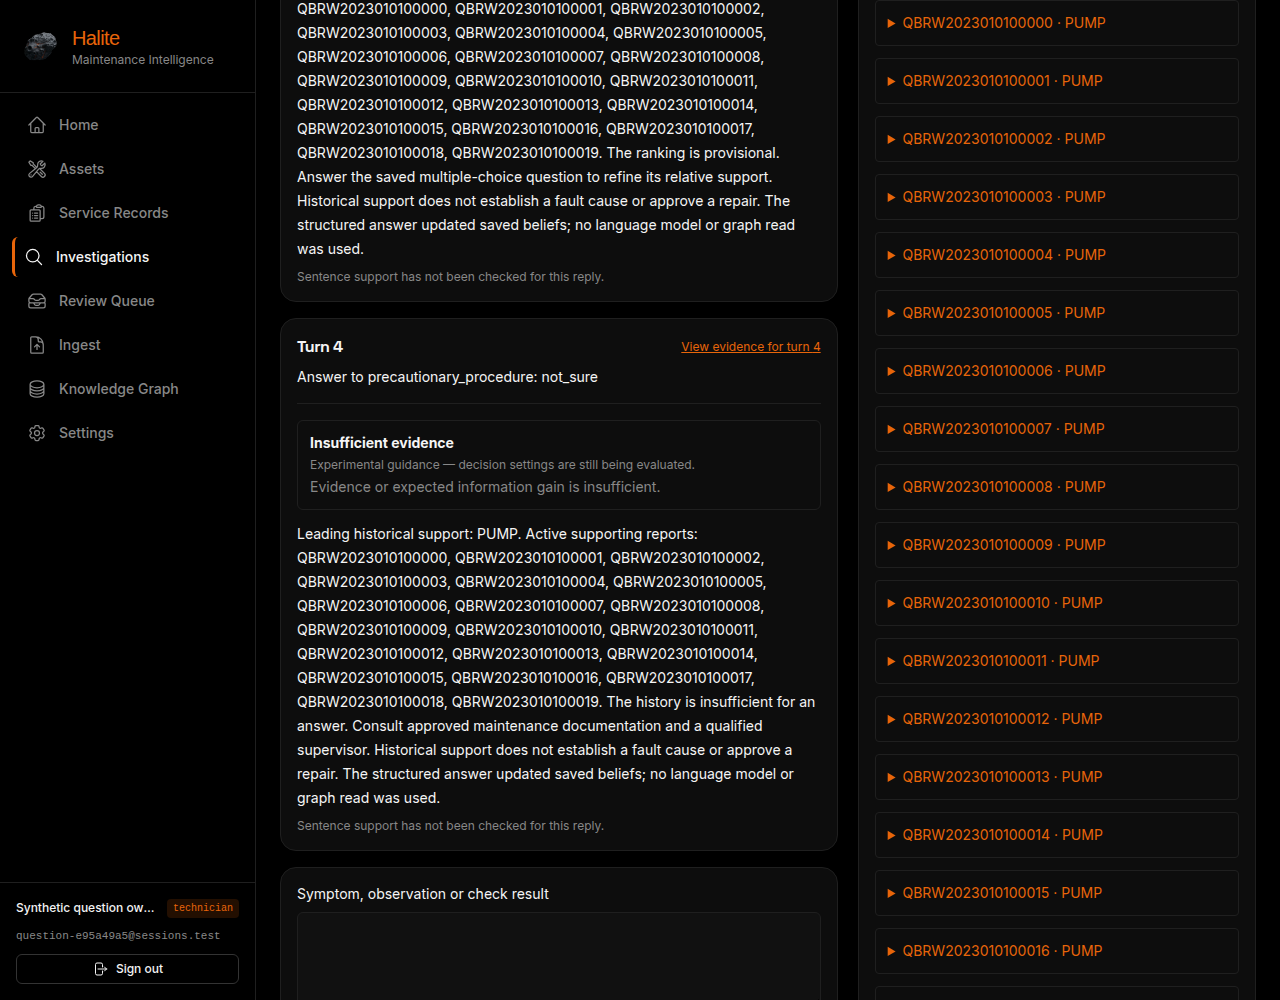 Halite
Maintenance Intelligence
Home
Assets
Service Records
Investigations
Review Queue
Ingest
Knowledge Graph
Settings
Synthetic question ow...
technician
question-e95a49a5@sessions.test
Sign out
QBRW2023010100000, QBRW2023010100001, QBRW2023010100002,
QBRW2023010100003, QBRW2023010100004, QBRW2023010100005,
QBRW2023010100006, QBRW2023010100007, QBRW2023010100008,
QBRW2023010100009, QBRW2023010100010, QBRW2023010100011,
QBRW2023010100012, QBRW2023010100013, QBRW2023010100014,
QBRW2023010100015, QBRW2023010100016, QBRW2023010100017,
QBRW2023010100018, QBRW2023010100019. The ranking is provisional.
Answer the saved multiple-choice question to refine its relative support.
Historical support does not establish a fault cause or approve a repair. The
structured answer updated saved beliefs; no language model or graph read
was used.
Sentence support has not been checked for this reply.
Turn 4
View evidence for turn 4
Answer to precautionary_procedure: not_sure
Insufficient evidence
Experimental guidance — decision settings are still being evaluated.
Evidence or expected information gain is insufficient.
Leading historical support: PUMP. Active supporting reports:
QBRW2023010100000, QBRW2023010100001, QBRW2023010100002,
QBRW2023010100003, QBRW2023010100004, QBRW2023010100005,
QBRW2023010100006, QBRW2023010100007, QBRW2023010100008,
QBRW2023010100009, QBRW2023010100010, QBRW2023010100011,
QBRW2023010100012, QBRW2023010100013, QBRW2023010100014,
QBRW2023010100015, QBRW2023010100016, QBRW2023010100017,
QBRW2023010100018, QBRW2023010100019. The history is insufficient for an
answer. Consult approved maintenance documentation and a qualified
supervisor. Historical support does not establish a fault cause or approve a
repair. The structured answer updated saved beliefs; no language model or
graph read was used.
Sentence support has not been checked for this reply.
Symptom, observation or check result
QBRW2023010100000 · PUMP
QBRW2023010100001 · PUMP
QBRW2023010100002 · PUMP
QBRW2023010100003 · PUMP
QBRW2023010100004 · PUMP
QBRW2023010100005 · PUMP
QBRW2023010100006 · PUMP
QBRW2023010100007 · PUMP
QBRW2023010100008 · PUMP
QBRW2023010100009 · PUMP
QBRW2023010100010 · PUMP
QBRW2023010100011 · PUMP
QBRW2023010100012 · PUMP
QBRW2023010100013 · PUMP
QBRW2023010100014 · PUMP
QBRW2023010100015 · PUMP
QBRW2023010100016 · PUMP